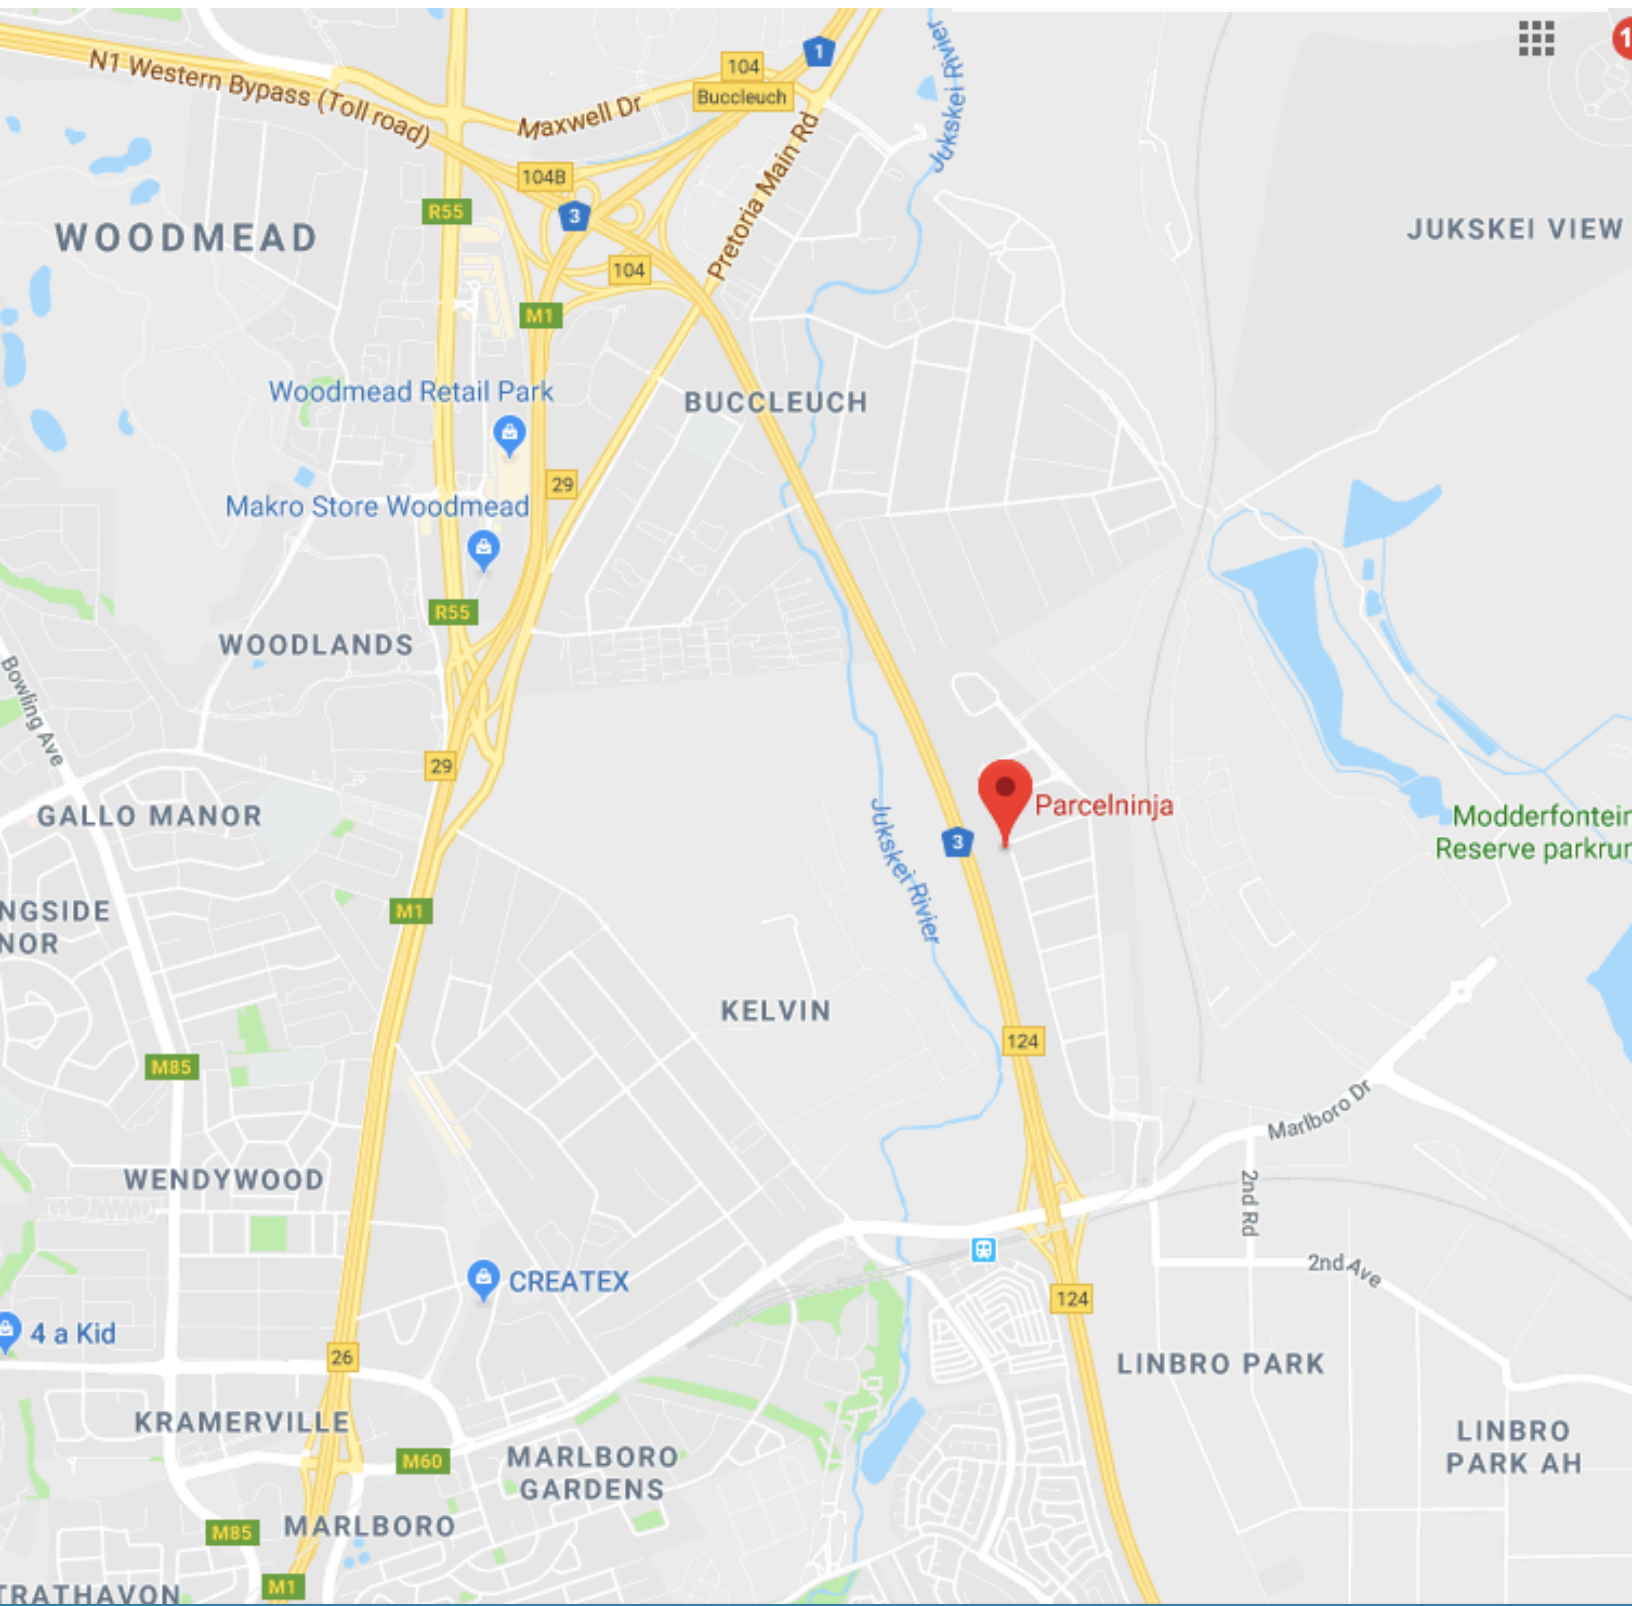 1
104
1
Buccleuch
N1 Western Bypass (Toll road)
Maxwell Dr
Jukskei Rivier
Pretoria Main Rd
104B
3
R55
WOODMEAD
JUKSKEI VIEW
104
M1
Woodmead Retail Park
BUCCLEUCH
29
Makro Store Woodmead
R55
WOODLANDS
Bowling Ave
29
GALLO MANOR
Parcelninja
3
Jukskei Rivier
Modderfontein
Reserve parkrun
M1
NGSIDE
NOR
KELVIN
124
M85
Marlboro Dr
WENDYWOOD
2nd Rd
CREATEX
2nd Ave
124
4 a Kid
26
LINBRO PARK
KRAMERVILLE
LINBRO
PARK AH
M60
MARLBORO
GARDENS
M85
MARLBORO
M1
TRATHAVON